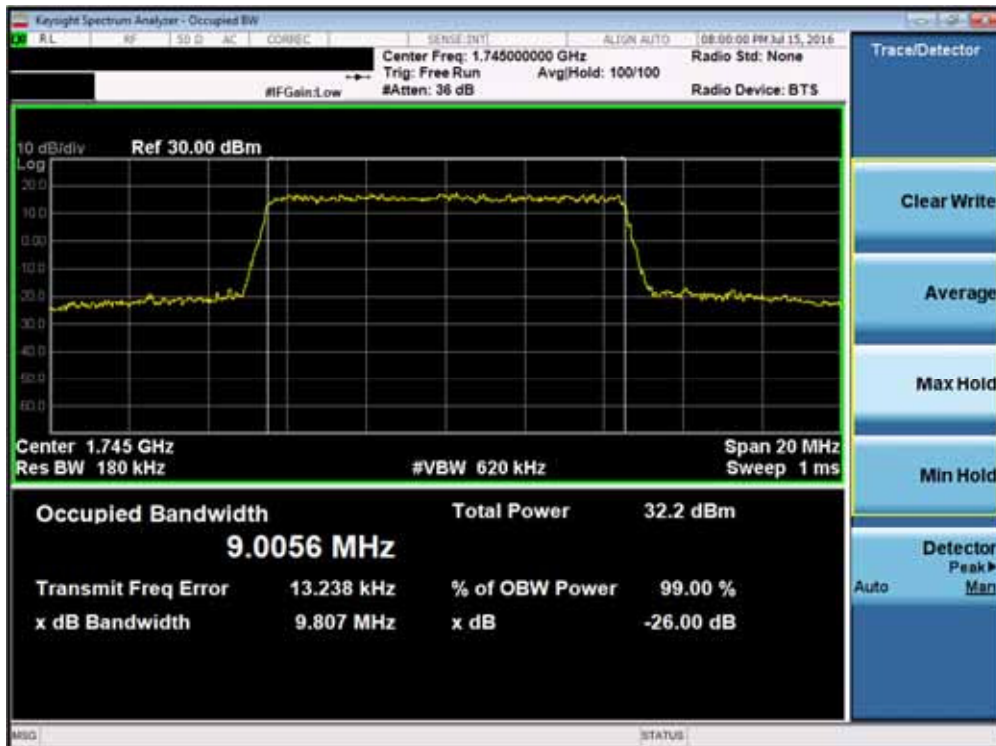 Keysight Spectrum Analyzer - Occupied BW
RL RF 50 Ω AC CORREC SENSE:INT ALIGN AUTO 08:00:00 PM Jul 15, 2016
Center Freq: 1.745000000 GHz Radio Std: None
Trig: Free Run Avg|Hold: 100/100
#IFGain:Low #Atten: 36 dB Radio Device: BTS
10 dB/div Ref 30.00 dBm
Log
20.0
10.0
0.00
-10.0
-20.0
-30.0
-40.0
-50.0
-60.0
Center 1.745 GHz Span 20 MHz
Res BW 180 kHz #VBW 620 kHz Sweep 1 ms
Occupied Bandwidth Total Power 32.2 dBm
9.0056 MHz
Transmit Freq Error 13.238 kHz % of OBW Power 99.00 %
x dB Bandwidth 9.807 MHz x dB -26.00 dB
MSG STATUS
Trace/Detector
Clear Write
Average
Max Hold
Min Hold
Detector
Peak▶
Auto Man